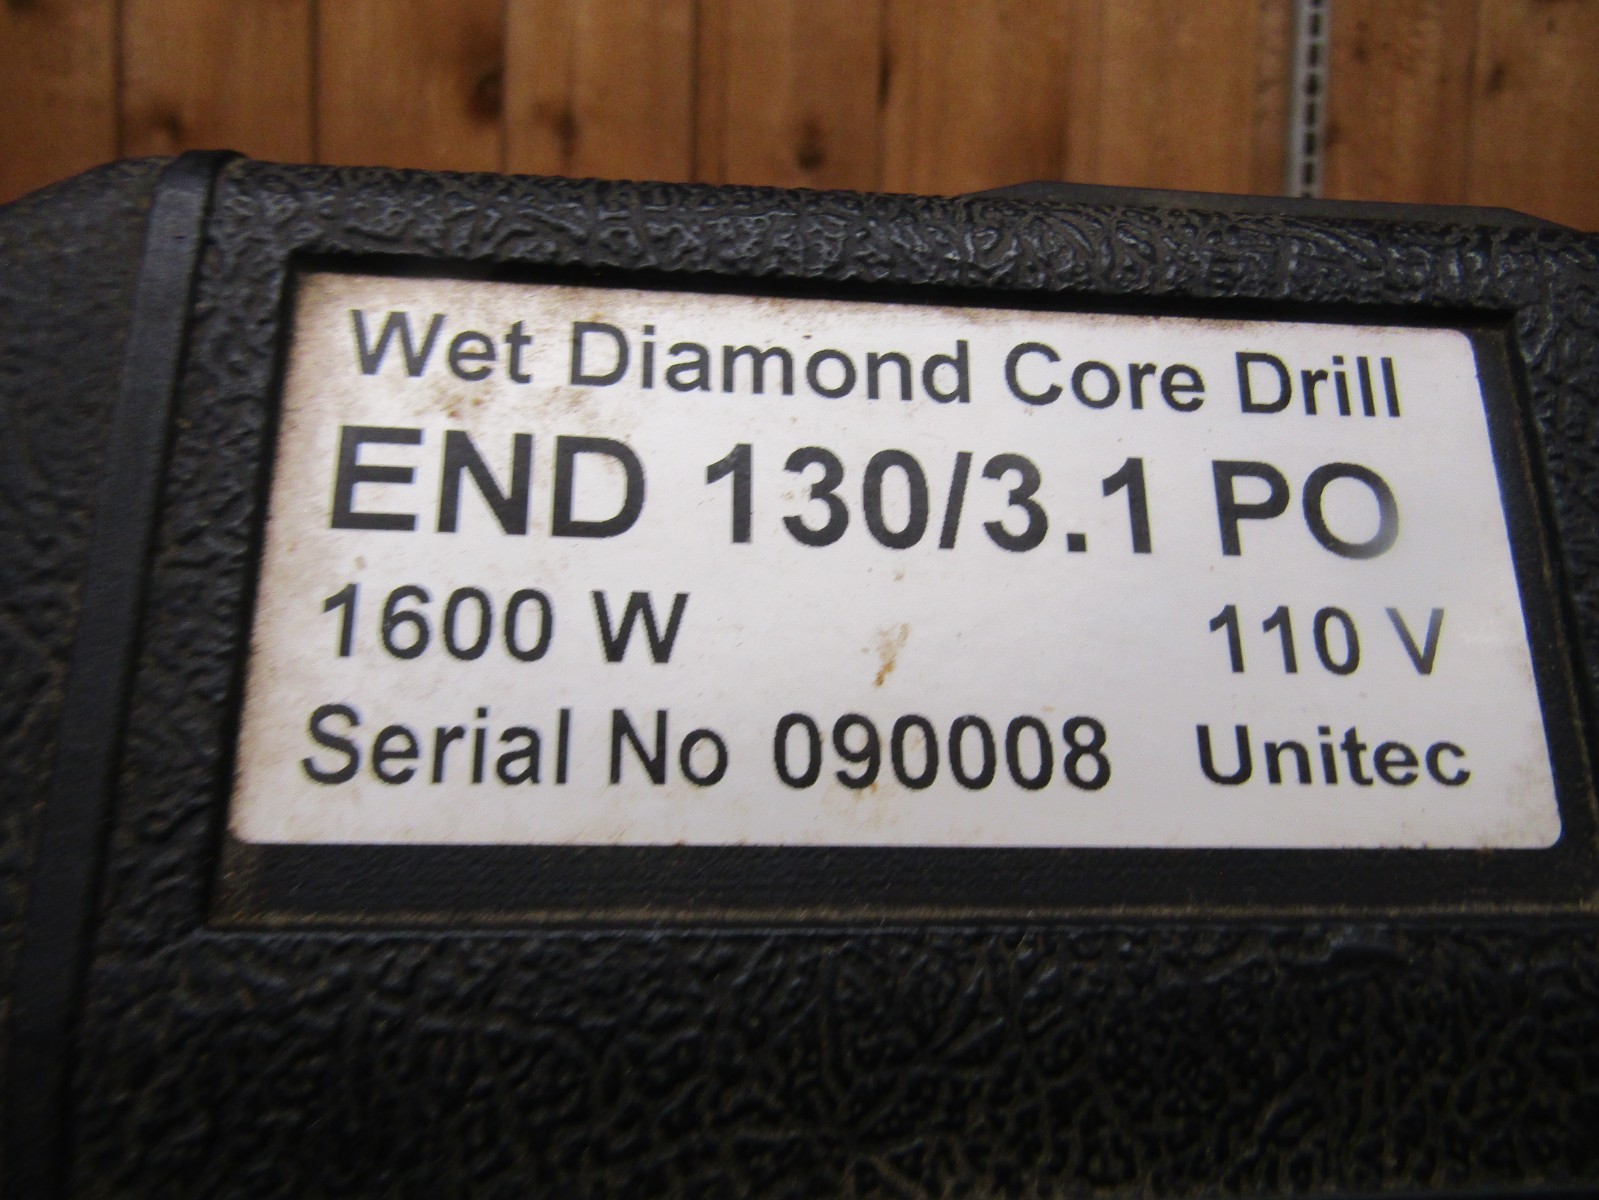 Wet Diamond Core Drill
END 130/3.1 PO
1600 W 110 V
Serial No 090008 Unitec